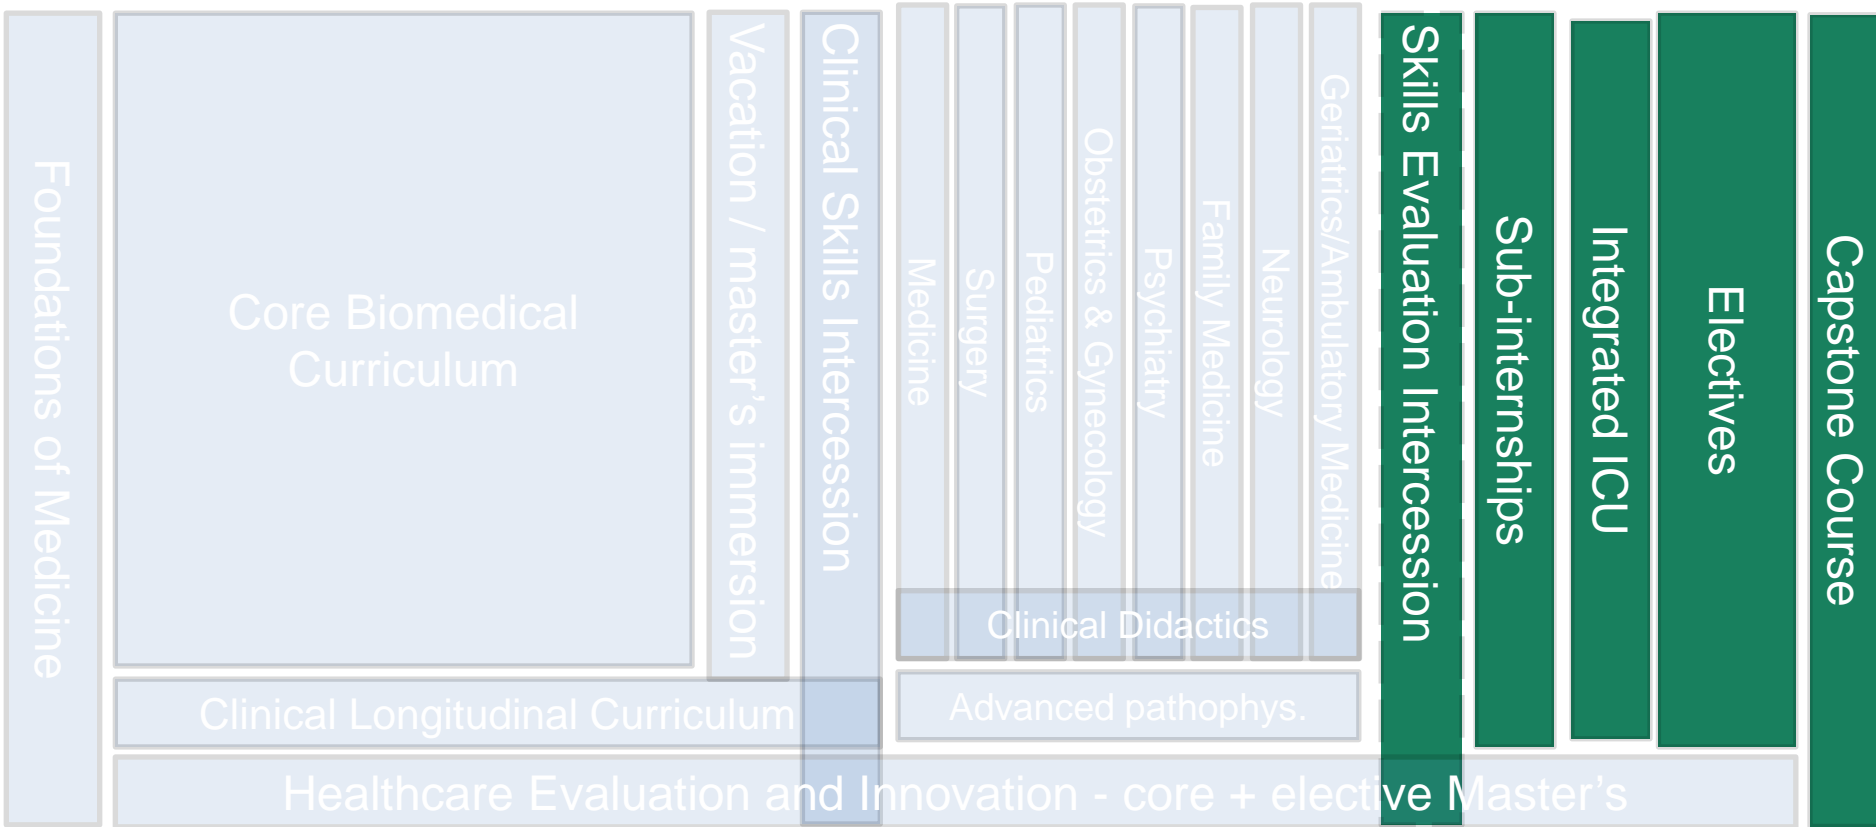 Foundations of Medicine
Core Biomedical
Curriculum
Vacation / master's immersion
Clinical Skills Intercession
Medicine
Surgery
Pediatrics
Obstetrics & Gynecology
Psychiatry
Family Medicine
Neurology
Geriatrics/Ambulatory Medicine
Clinical Didactics
Advanced pathophys.
Clinical Longitudinal Curriculum
Healthcare Evaluation and Innovation - core + elective Master's
Skills Evaluation Intercession
Sub-internships
Integrated ICU
Electives
Capstone Course